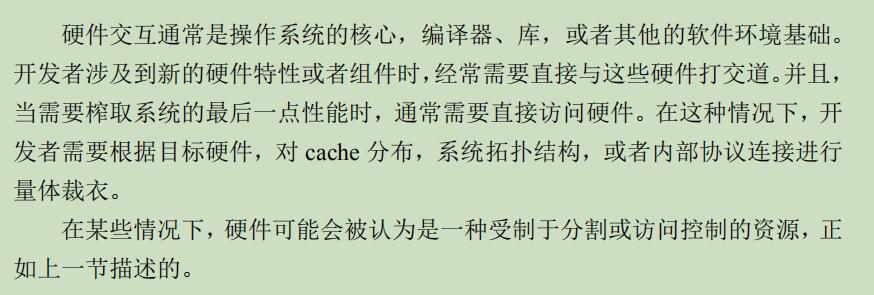 硬件交互通常是操作系统的核心，编译器、库，或者其他的软件环境基础。
开发者涉及到新的硬件特性或者组件时，经常需要直接与这些硬件打交道。并且，
当需要榨取系统的最后一点性能时，通常需要直接访问硬件。在这种情况下，开
发者需要根据目标硬件，对 cache 分布，系统拓扑结构，或者内部协议连接进行
量体裁衣。
在某些情况下，硬件可能会被认为是一种受制于分割或访问控制的资源，正
如上一节描述的。